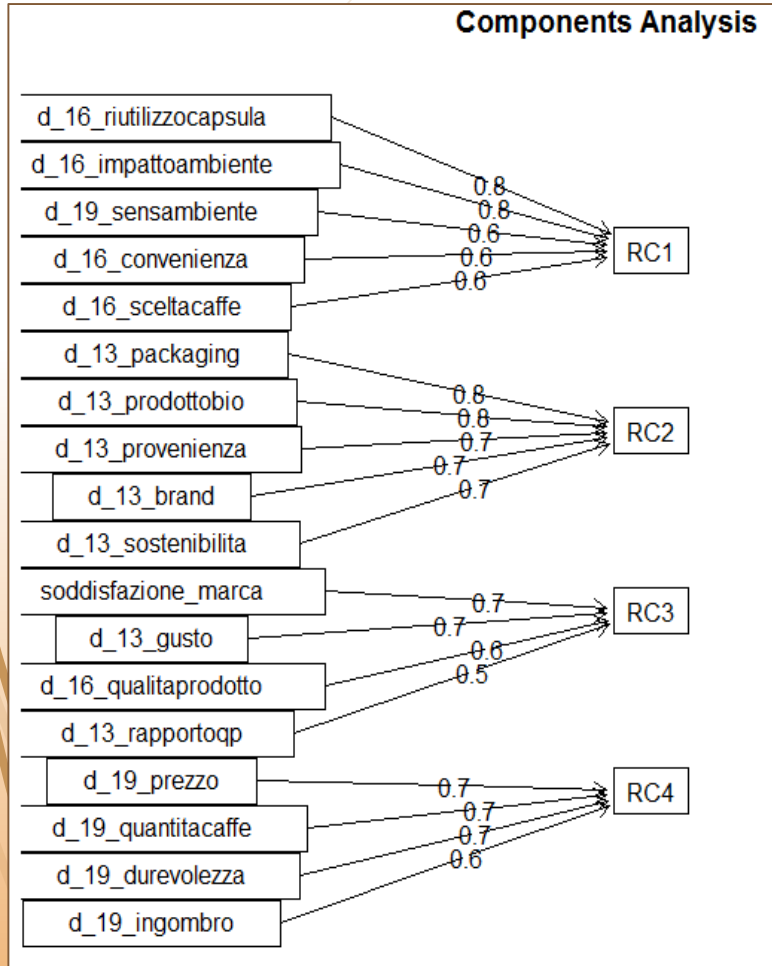 Components Analysis
d_16_riutilizzocapsula
d_16_impattoambiente
d_19_sensambiente
d_16_convenienza
d_16_sceltacaffe
0.8
0.8
0.6
0.6
0.6
RC1
d_13_packaging
d_13_prodottobio
d_13_provenienza
d_13_brand
d_13_sostenibilita
0.8
0.8
0.7
0.7
0.7
RC2
soddisfazione_marca
d_13_gusto
d_16_qualitaprodotto
d_13_rapportoqp
0.7
0.7
0.6
0.5
RC3
d_19_prezzo
d_19_quantitacaffe
d_19_durevolezza
d_19_ingombro
0.7
0.7
0.7
0.6
RC4